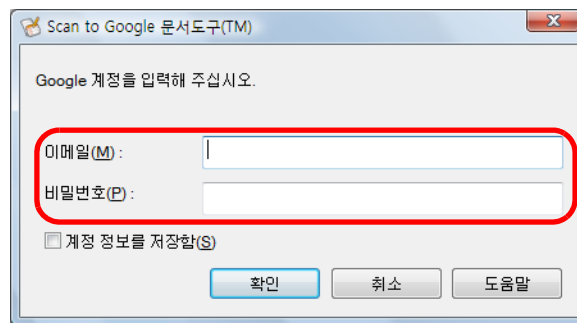 Scan to Google 문서도구(TM)
Google 계정을 입력해 주십시오.
이메일(M) :
비밀번호(P) :
계정 정보를 저장함(S)
확인 취소 도움말